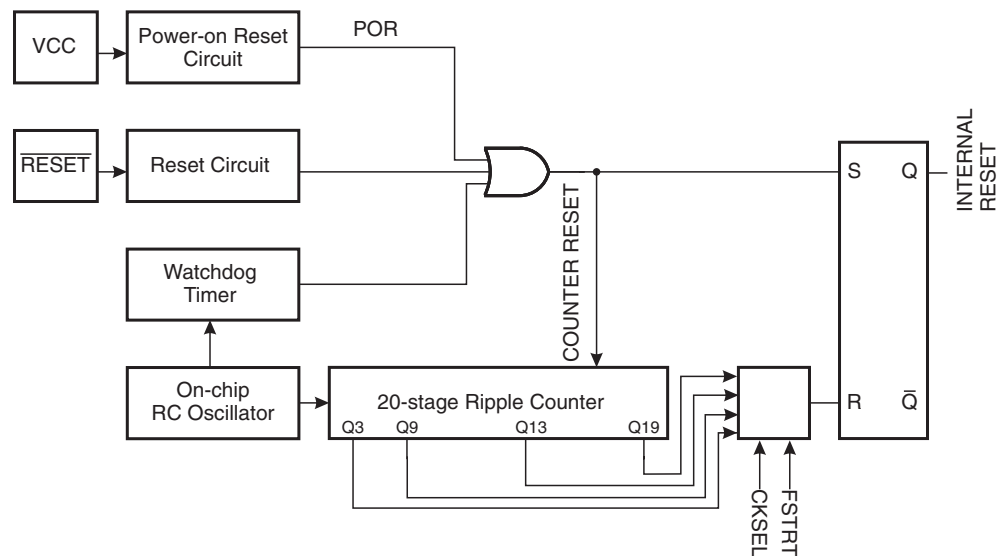 VCC
Power-on Reset
Circuit
POR
RESET
Reset Circuit
S
Q
INTERNAL
RESET
COUNTER RESET
Watchdog
Timer
On-chip
RC Oscillator
20-stage Ripple Counter
Q3
Q9
Q13
Q19
R
Q̅
CKSEL
FSTRT